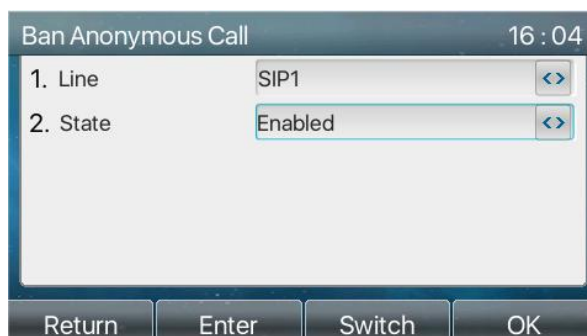 Ban Anonymous Call 16:04
1. Line SIP1 <>
2. State Enabled <>
Return Enter Switch OK